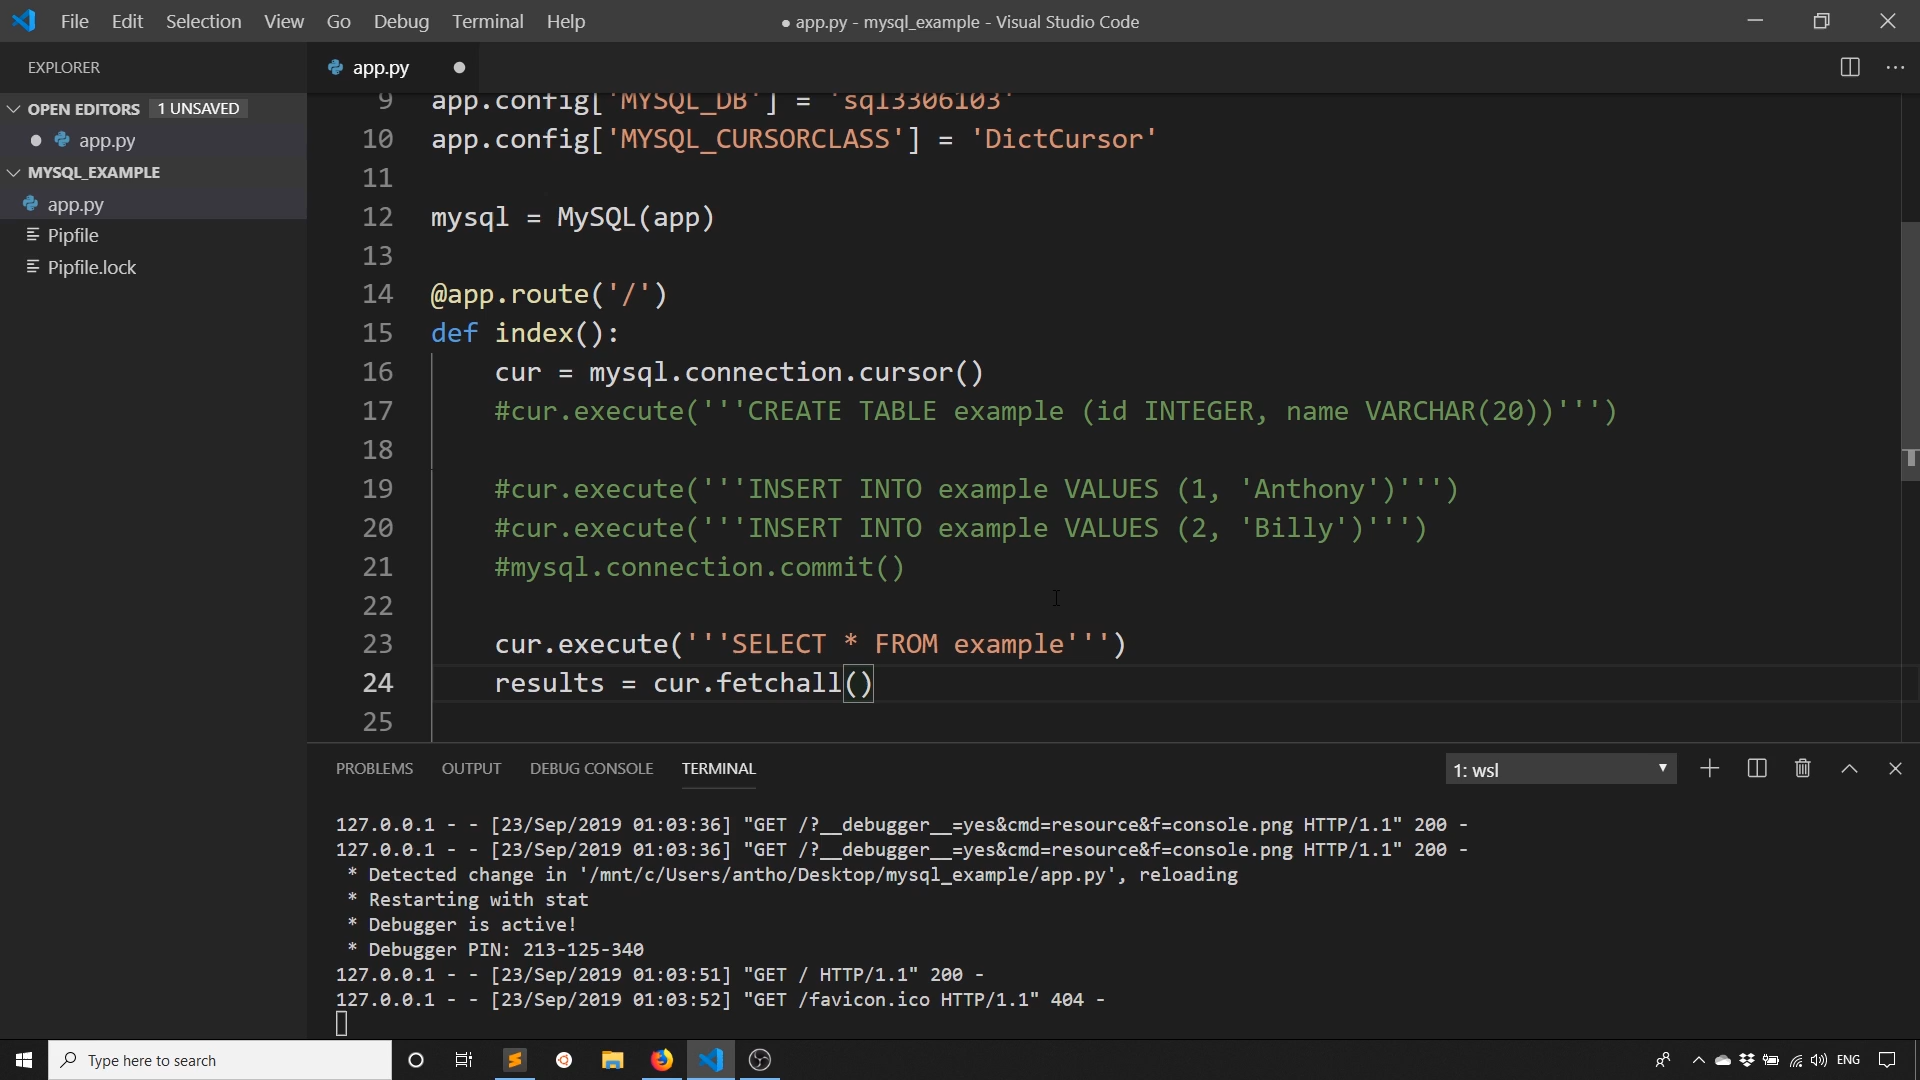 File Edit Selection View Go Debug Terminal Help
● app.py - mysql_example - Visual Studio Code
EXPLORER
OPEN EDITORS 1 UNSAVED
app.py
MYSQL_EXAMPLE
app.py
Pipfile
Pipfile.lock
app.py
9 app.config['MYSQL_DB'] = 'sql3306103'
10 app.config['MYSQL_CURSORCLASS'] = 'DictCursor'
11
12 mysql = MySQL(app)
13
14 @app.route('/')
15 def index():
16 cur = mysql.connection.cursor()
17 #cur.execute('''CREATE TABLE example (id INTEGER, name VARCHAR(20))''')
18
19 #cur.execute('''INSERT INTO example VALUES (1, 'Anthony')''')
20 #cur.execute('''INSERT INTO example VALUES (2, 'Billy')''')
21 #mysql.connection.commit()
22
23 cur.execute('''SELECT * FROM example''')
24 results = cur.fetchall()
25
PROBLEMS OUTPUT DEBUG CONSOLE TERMINAL
1: wsl
127.0.0.1 - - [23/Sep/2019 01:03:36] "GET /?__debugger__=yes&cmd=resource&f=console.png HTTP/1.1" 200 -
127.0.0.1 - - [23/Sep/2019 01:03:36] "GET /?__debugger__=yes&cmd=resource&f=console.png HTTP/1.1" 200 -
* Detected change in '/mnt/c/Users/antho/Desktop/mysql_example/app.py', reloading
* Restarting with stat
* Debugger is active!
* Debugger PIN: 213-125-340
127.0.0.1 - - [23/Sep/2019 01:03:51] "GET / HTTP/1.1" 200 -
127.0.0.1 - - [23/Sep/2019 01:03:52] "GET /favicon.ico HTTP/1.1" 404 -
Type here to search
ENG